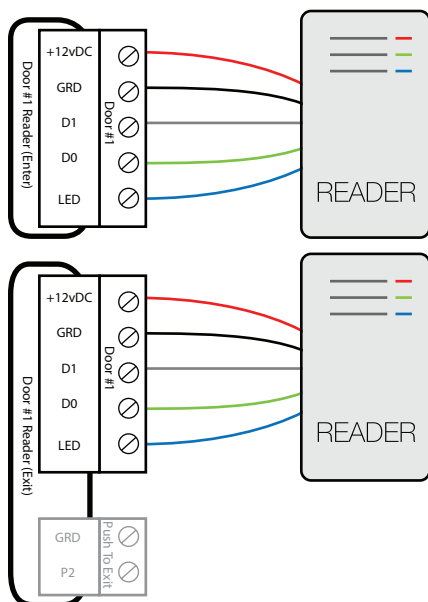 Door #1 Reader (Enter)
+12vDC
GRD
D1
D0
LED
Door #1
READER
Door #1 Reader (Exit)
+12vDC
GRD
D1
D0
LED
Door #1
READER
GRD
P2
Push To Exit